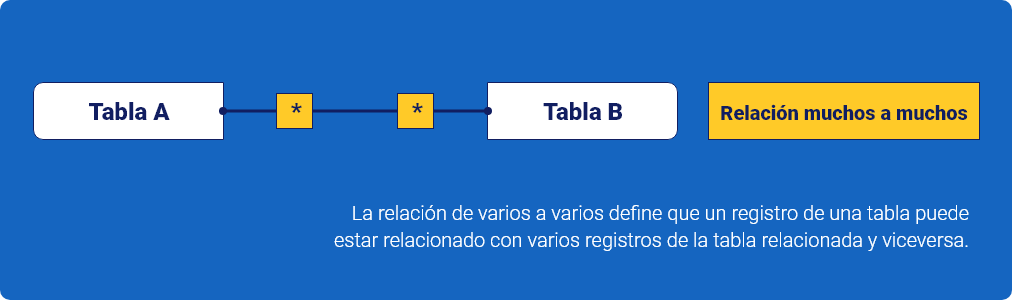 Tabla A
*
*
Tabla B
Relación muchos a muchos
La relación de varios a varios define que un registro de una tabla puede
estar relacionado con varios registros de la tabla relacionada y viceversa.